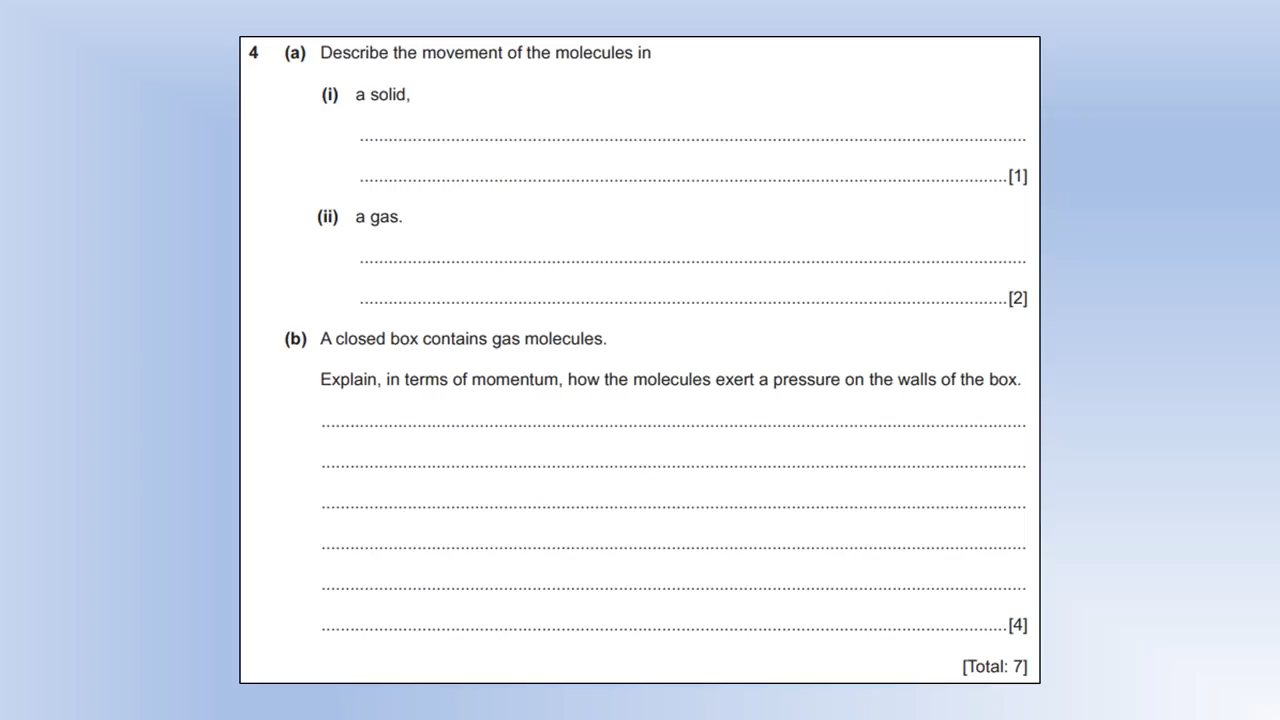 4 (a) Describe the movement of the molecules in
(i) a solid,
..........................................................................................................................................
......................................................................................................................................[1]
(ii) a gas.
..........................................................................................................................................
......................................................................................................................................[2]
(b) A closed box contains gas molecules.
Explain, in terms of momentum, how the molecules exert a pressure on the walls of the box.
..................................................................................................................................................
..................................................................................................................................................
..................................................................................................................................................
..................................................................................................................................................
..................................................................................................................................................
..............................................................................................................................................[4]
[Total: 7]